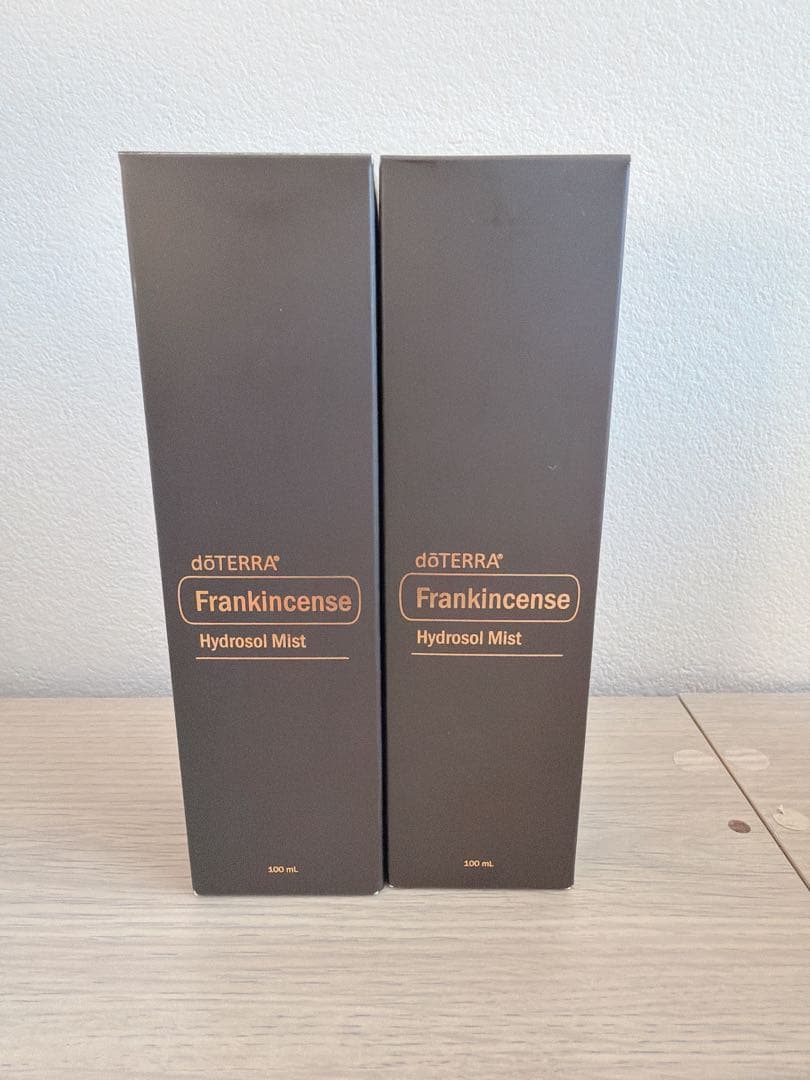 dōTERRA®
Frankincense
Hydrosol Mist
100 mL
dōTERRA®
Frankincense
Hydrosol Mist
100 mL